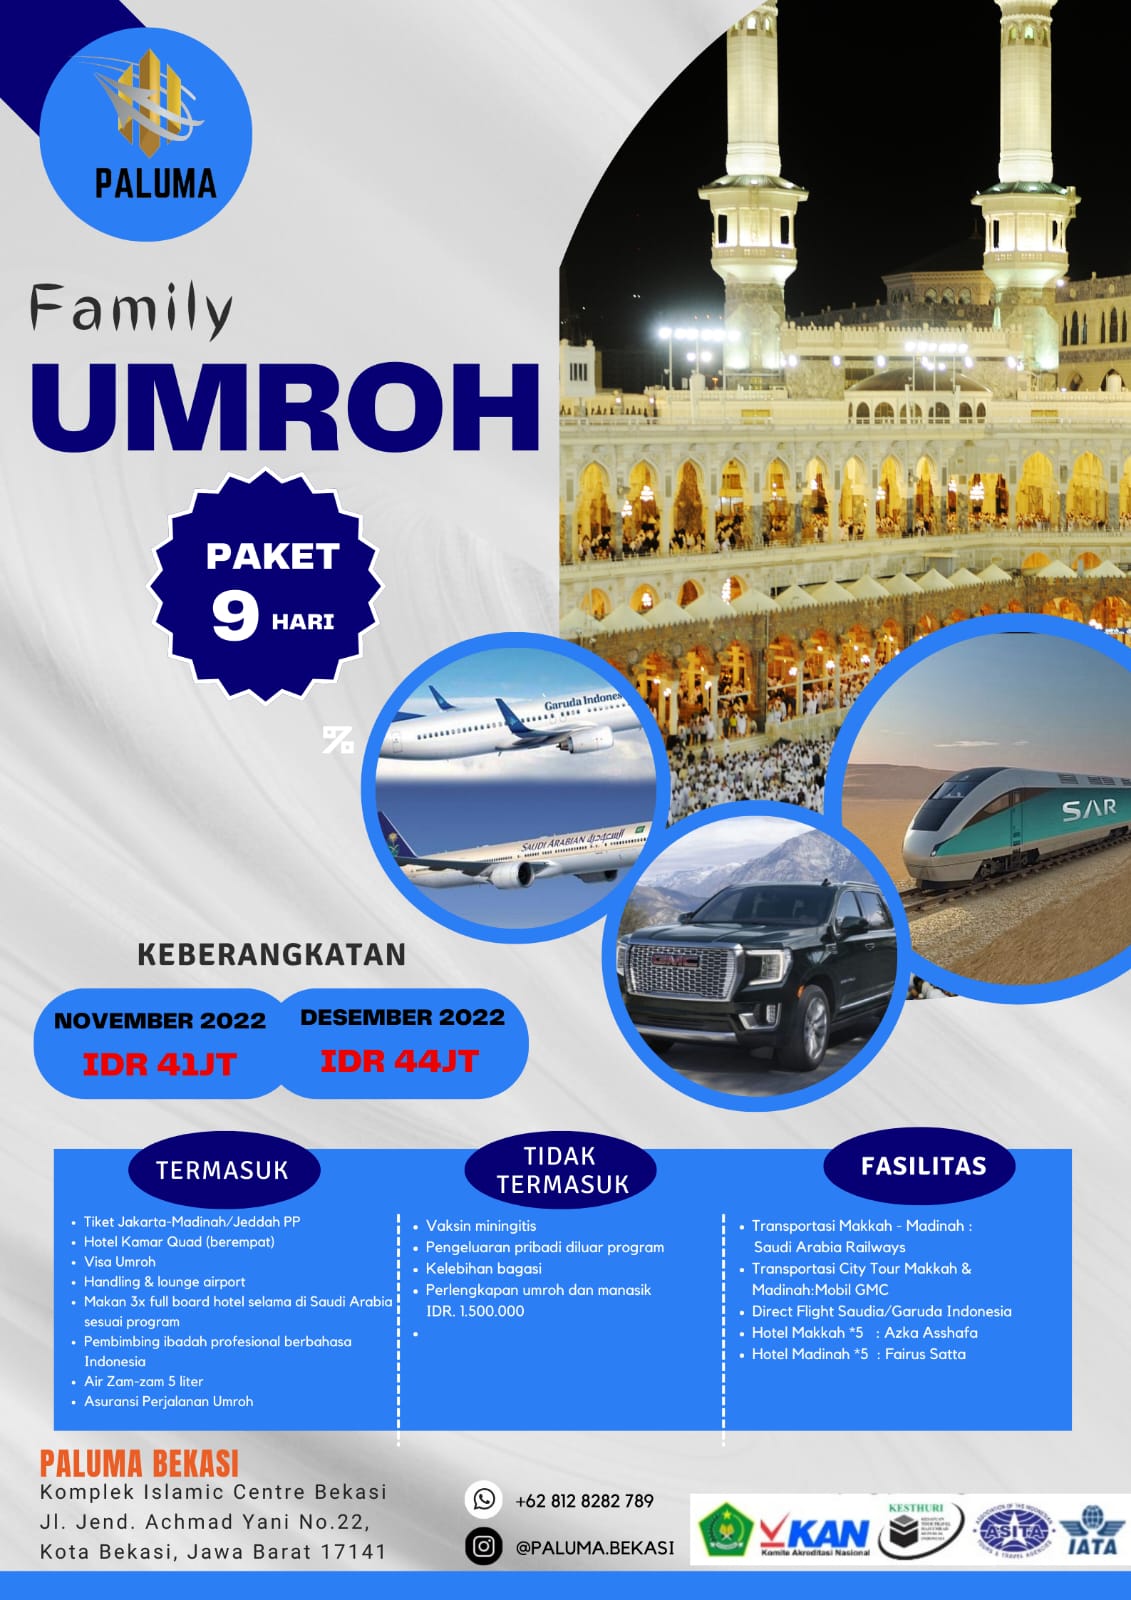 PALUMA
Family
UMROH
PAKET
9 HARI
%
Garuda Indones
SAUDI ARABIAN السعودية
SAR
GMC
KEBERANGKATAN
NOVEMBER 2022
IDR 41JT
DESEMBER 2022
IDR 44JT
TERMASUK
• Tiket Jakarta-Madinah/Jeddah PP
• Hotel Kamar Quad (berempat)
• Visa Umroh
• Handling & lounge airport
• Makan 3x full board hotel selama di Saudi Arabia
sesuai program
• Pembimbing ibadah profesional berbahasa
Indonesia
• Air Zam-zam 5 liter
• Asuransi Perjalanan Umroh
TIDAK
TERMASUK
• Vaksin miningitis
• Pengeluaran pribadi diluar program
• Kelebihan bagasi
• Perlengkapan umroh dan manasik
IDR. 1.500.000
•
FASILITAS
• Transportasi Makkah - Madinah :
Saudi Arabia Railways
• Transportasi City Tour Makkah &
Madinah:Mobil GMC
• Direct Flight Saudia/Garuda Indonesia
• Hotel Makkah *5 : Azka Asshafa
• Hotel Madinah *5 : Fairus Satta
PALUMA BEKASI
Komplek Islamic Centre Bekasi
Jl. Jend. Achmad Yani No.22,
Kota Bekasi, Jawa Barat 17141
+62 812 8282 789
@PALUMA.BEKASI
KAN
Komite Akreditasi Nasional
KESTHURI
ASITA
IATA